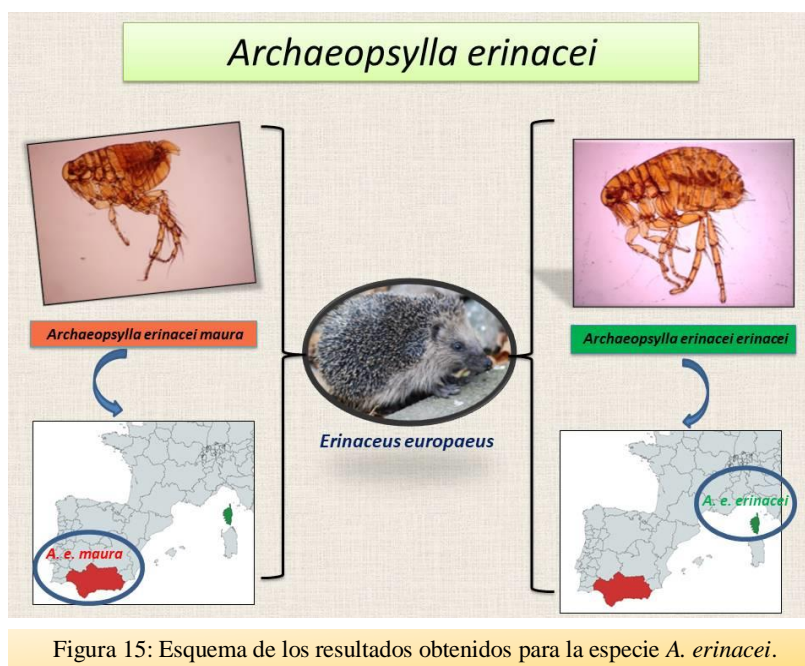 Archaeopsylla erinacei
Archaeopsylla erinacei maura
Archaeopsylla erinacei erinacei
Erinaceus europaeus
A. e. maura
A. e. erinacei
Figura 15: Esquema de los resultados obtenidos para la especie A. erinacei.